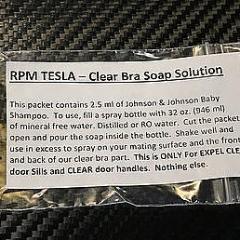 RPM TESLA – Clear Bra Soap Solution
This packet contains 2.5 ml of Johnson & Johnson Baby
Shampoo. To use, fill a spray bottle with 32 oz. (946 ml)
of mineral free water. Distilled or RO water. Cut the packet
open and pour the soap inside the bottle. Shake well and
use in excess to spray on your mating surface and the front
and back of our clear bra part. This is ONLY For EXPEL CLE
door Sills and CLEAR door handles. Nothing else.